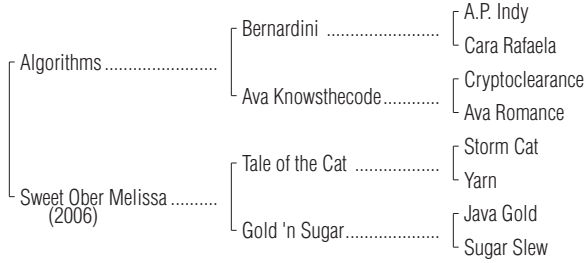 A.P. Indy
Bernardini ....................
Cara Rafaela
Algorithms ....................
Cryptoclearance
Ava Knowsthecode ............
Ava Romance
Storm Cat
Tale of the Cat ...............
Yarn
Sweet Ober Melissa ..........
(2006)
Java Gold
Gold 'n Sugar.................
Sugar Slew